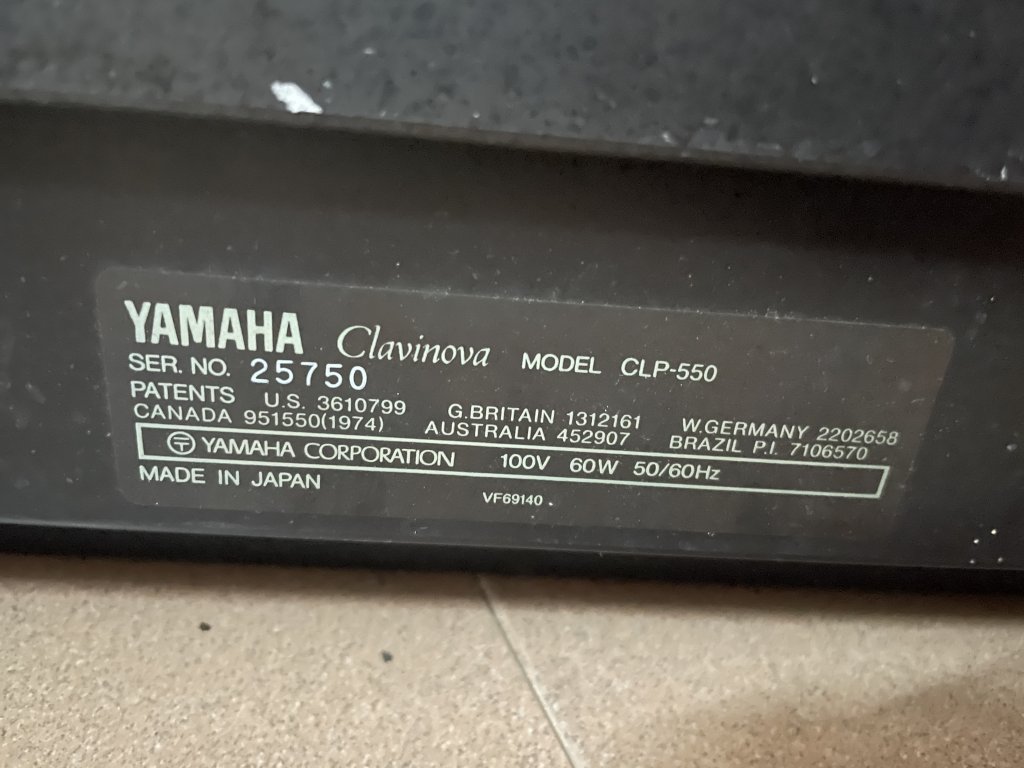 YAMAHA Clavinova MODEL CLP-550
SER. NO. 25750
PATENTS U.S. 3610799 G.BRITAIN 1312161 W.GERMANY 2202658
CANADA 951550(1974) AUSTRALIA 452907 BRAZIL P.I. 7106570
YAMAHA CORPORATION 100V 60W 50/60Hz
MADE IN JAPAN VF69140